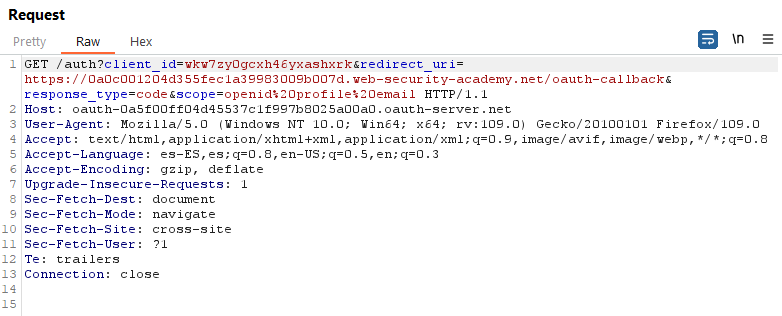 Request
Pretty Raw Hex \n
1 GET /auth?client_id=wkw7zy0gcxh46yxashxrk&redirect_uri=
https://0a0c001204d355fec1a39983009b007d.web-security-academy.net/oauth-callback&
response_type=code&scope=openid%20profile%20email HTTP/1.1
2 Host: oauth-0a5f00ff04d45537c1f997b8025a00a0.oauth-server.net
3 User-Agent: Mozilla/5.0 (Windows NT 10.0; Win64; x64; rv:109.0) Gecko/20100101 Firefox/109.0
4 Accept: text/html,application/xhtml+xml,application/xml;q=0.9,image/avif,image/webp,*/*;q=0.8
5 Accept-Language: es-ES,es;q=0.8,en-US;q=0.5,en;q=0.3
6 Accept-Encoding: gzip, deflate
7 Upgrade-Insecure-Requests: 1
8 Sec-Fetch-Dest: document
9 Sec-Fetch-Mode: navigate
10 Sec-Fetch-Site: cross-site
11 Sec-Fetch-User: ?1
12 Te: trailers
13 Connection: close
14
15